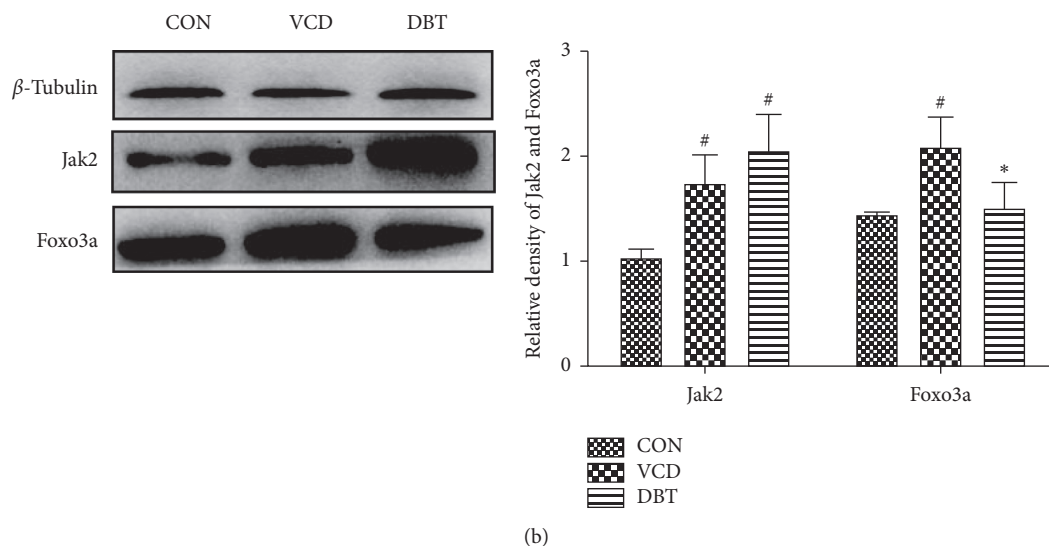 CON VCD DBT
β-Tubulin
Jak2
Foxo3a
Relative density of Jak2 and Foxo3a
3
2
1
0
#
#
#
*
Jak2
Foxo3a
CON
VCD
DBT
(b)